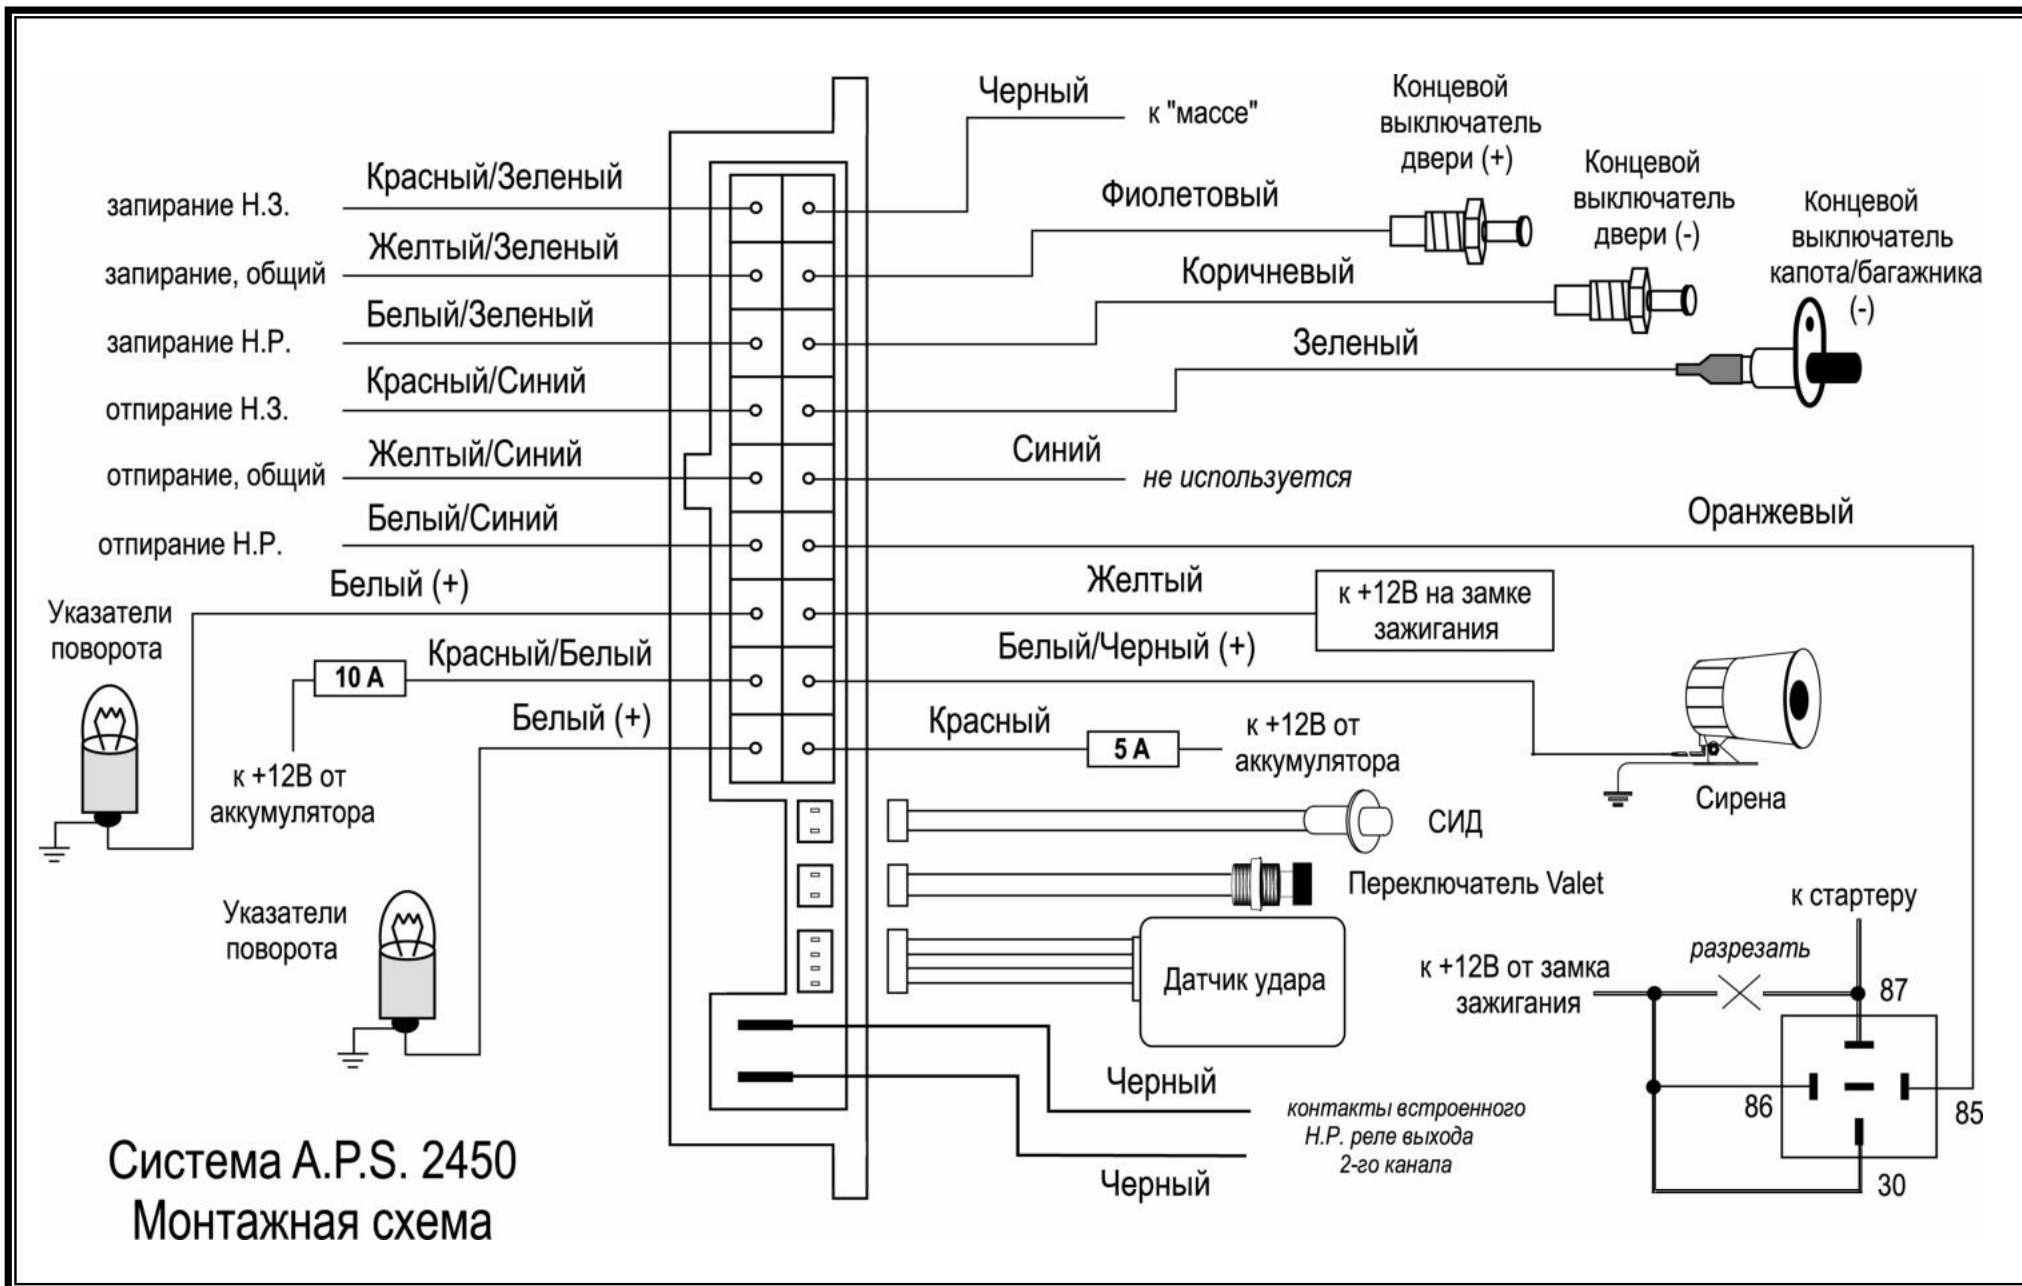 Черный
к "массе"
Концевой
выключатель
двери (+)
Концевой
выключатель
двери (-)
Концевой
выключатель
капота/багажника
(-)
Красный/Зеленый
запирание Н.З.
Фиолетовый
Желтый/Зеленый
запирание, общий
Коричневый
Белый/Зеленый
запирание Н.Р.
Зеленый
Красный/Синий
отпирание Н.З.
Желтый/Синий
отпирание, общий
Синий
не используется
Белый/Синий
отпирание Н.Р.
Оранжевый
Белый (+)
Указатели
поворота
Желтый
к +12В на замке
зажигания
Красный/Белый
10 А
к +12В от
аккумулятора
Белый/Черный (+)
Сирена
Белый (+)
Красный
5 А
к +12В от
аккумулятора
СИД
Переключатель Valet
Указатели
поворота
Датчик удара
к стартеру
разрезать
к +12В от замка
зажигания
87
86
85
30
Черный
контакты встроенного
Н.Р. реле выхода
2-го канала
Черный
Система A.P.S. 2450
Монтажная схема